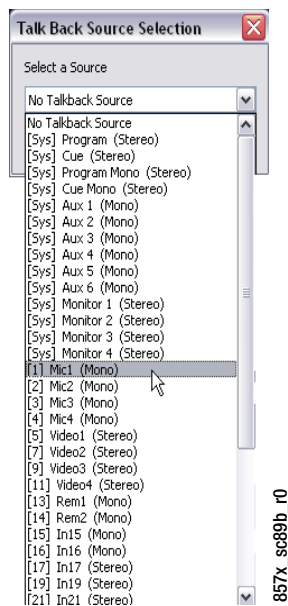 Talk Back Source Selection
Select a Source
No Talkback Source
No Talkback Source
[Sys] Program (Stereo)
[Sys] Cue (Stereo)
[Sys] Program Mono (Stereo)
[Sys] Cue Mono (Stereo)
[Sys] Aux 1 (Mono)
[Sys] Aux 2 (Mono)
[Sys] Aux 3 (Mono)
[Sys] Aux 4 (Mono)
[Sys] Aux 5 (Mono)
[Sys] Aux 6 (Mono)
[Sys] Monitor 1 (Stereo)
[Sys] Monitor 2 (Stereo)
[Sys] Monitor 3 (Stereo)
[Sys] Monitor 4 (Stereo)
[1] Mic1 (Mono)
[2] Mic2 (Mono)
[3] Mic3 (Mono)
[4] Mic4 (Mono)
[5] Video1 (Stereo)
[7] Video2 (Stereo)
[9] Video3 (Stereo)
[11] Video4 (Stereo)
[13] Rem1 (Mono)
[14] Rem2 (Mono)
[15] In15 (Mono)
[16] In16 (Mono)
[17] In17 (Stereo)
[19] In19 (Stereo)
[21] In21 (Stereo)
857x_sc89b_r0